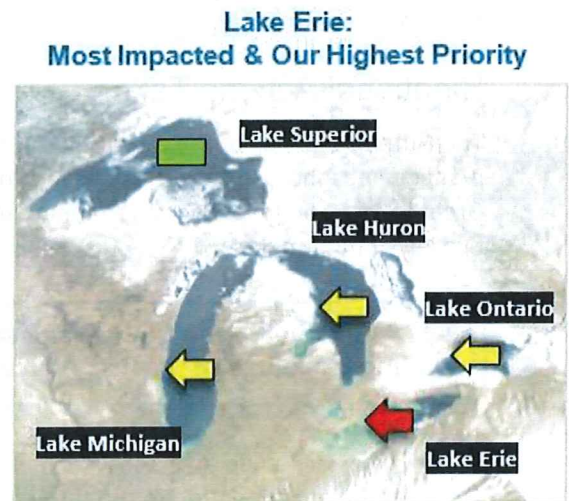 Lake Erie:
Most Impacted & Our Highest Priority
Lake Superior
Lake Huron
Lake Ontario
Lake Michigan
Lake Erie